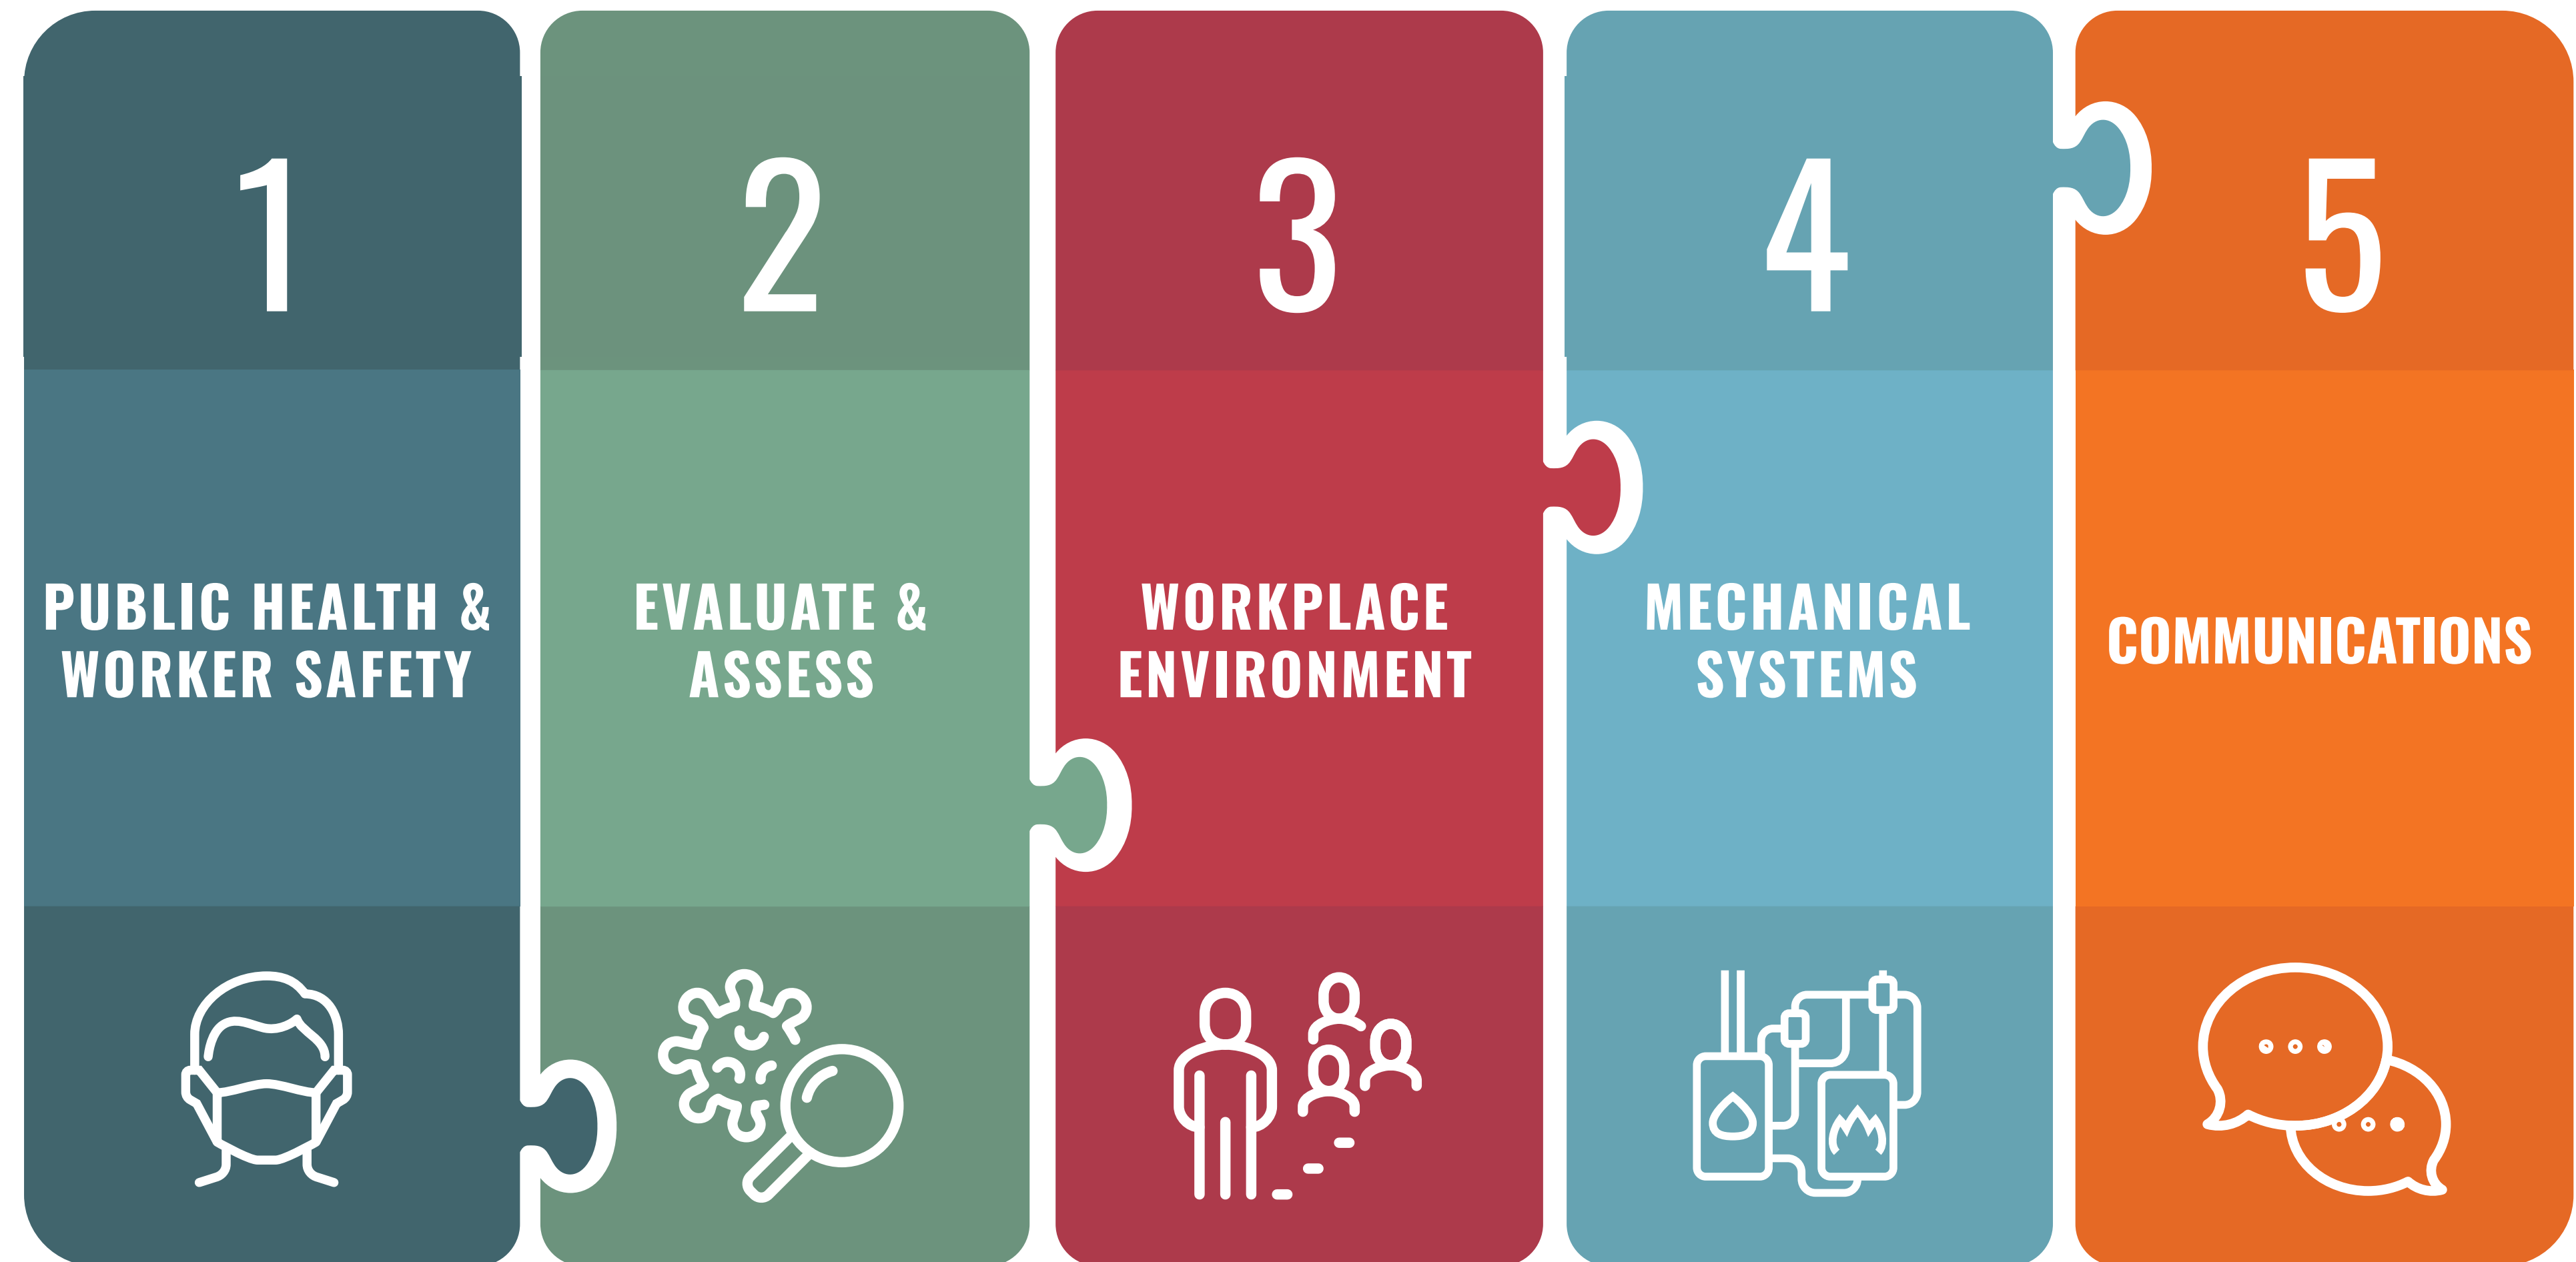 1
PUBLIC HEALTH &
WORKER SAFETY
2
EVALUATE &
ASSESS
3
WORKPLACE
ENVIRONMENT
4
MECHANICAL
SYSTEMS
5
COMMUNICATIONS